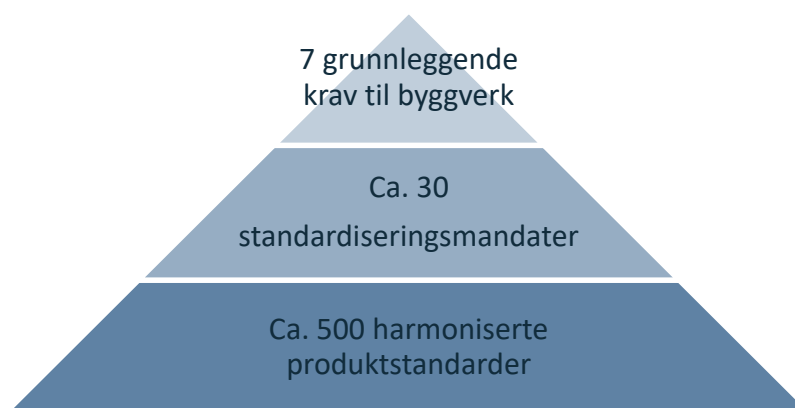 7 grunnleggende
krav til byggverk
Ca. 30
standardiseringsmandater
Ca. 500 harmoniserte
produktstandarder